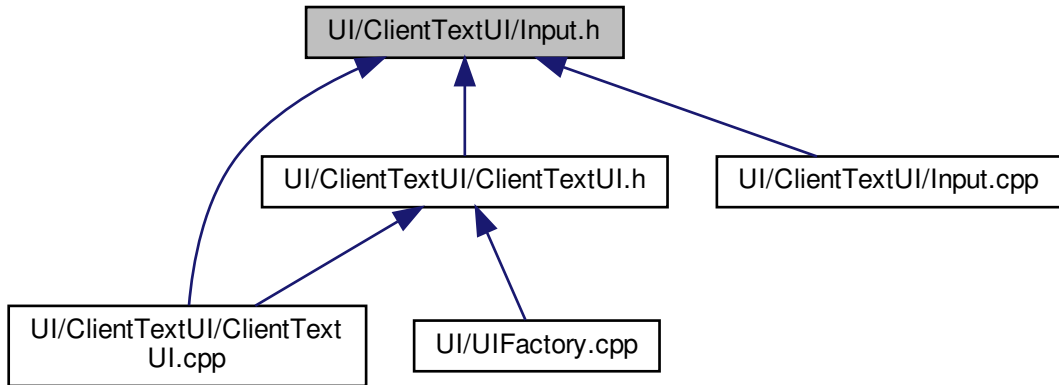 UI/ClientTextUI/Input.h
UI/ClientTextUI/ClientTextUI.h
UI/ClientTextUI/Input.cpp
UI/ClientTextUI/ClientText
UI.cpp
UI/UIFactory.cpp